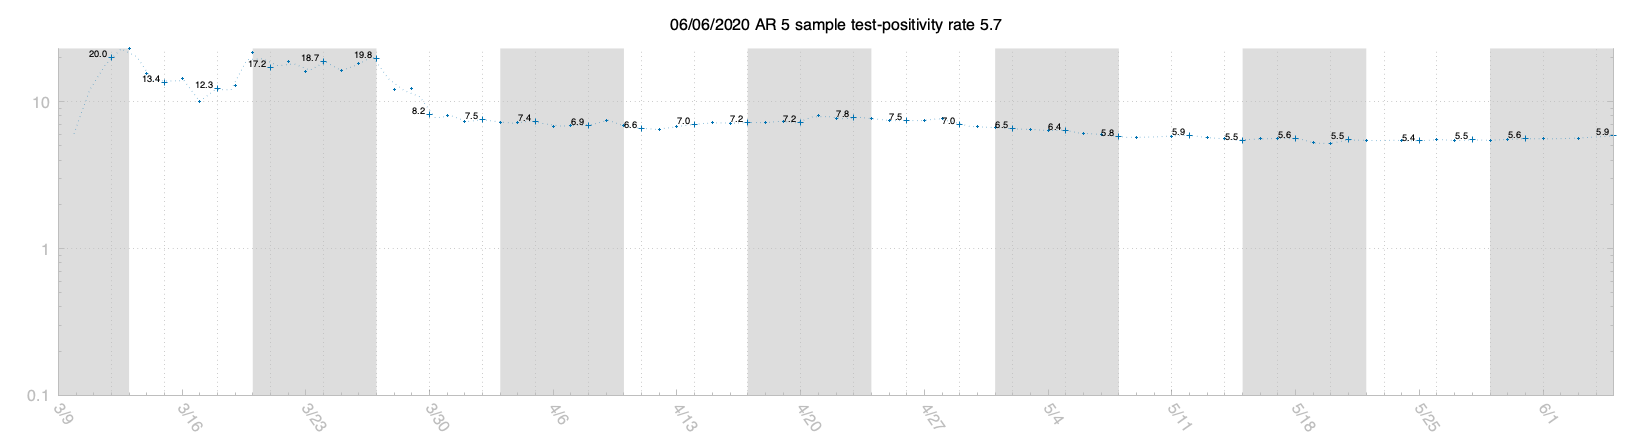 06/06/2020 AR 5 sample test-positivity rate 5.7
20.0 13.4 12.3 17.2 18.7 19.8 8.2 7.5 7.4 6.9 6.6 7.0 7.2 7.2 7.8 7.5 7.0 6.5 6.4 5.8 5.9 5.5 5.6 5.5 5.4 5.5 5.6 5.9
10
1
0.1
3/9 3/16 3/23 3/30 4/6 4/13 4/20 4/27 5/4 5/11 5/18 5/25 6/1